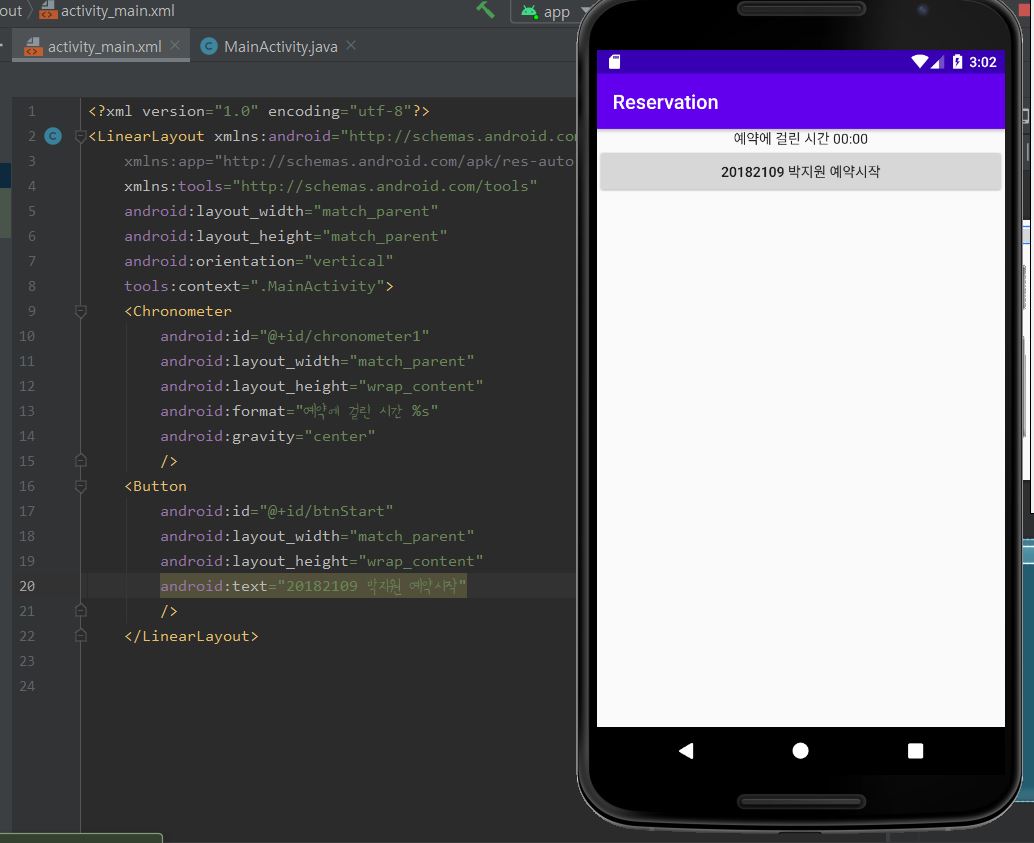 out activity_main.xml
app
activity_main.xml
MainActivity.java
1 <?xml version="1.0" encoding="utf-8"?>
2 <LinearLayout xmlns:android="http://schemas.android.co
3 xmlns:app="http://schemas.android.com/apk/res-auto
4 xmlns:tools="http://schemas.android.com/tools"
5 android:layout_width="match_parent"
6 android:layout_height="match_parent"
7 android:orientation="vertical"
8 tools:context=".MainActivity">
9 <Chronometer
10 android:id="@+id/chronometer1"
11 android:layout_width="match_parent"
12 android:layout_height="wrap_content"
13 android:format="예약에 걸린 시간 %s"
14 android:gravity="center"
15 />
16 <Button
17 android:id="@+id/btnStart"
18 android:layout_width="match_parent"
19 android:layout_height="wrap_content"
20 android:text="20182109 박지원 예약시작"
21 />
22 </LinearLayout>
23
24
3:02
Reservation
예약에 걸린 시간 00:00
20182109 박지원 예약시작